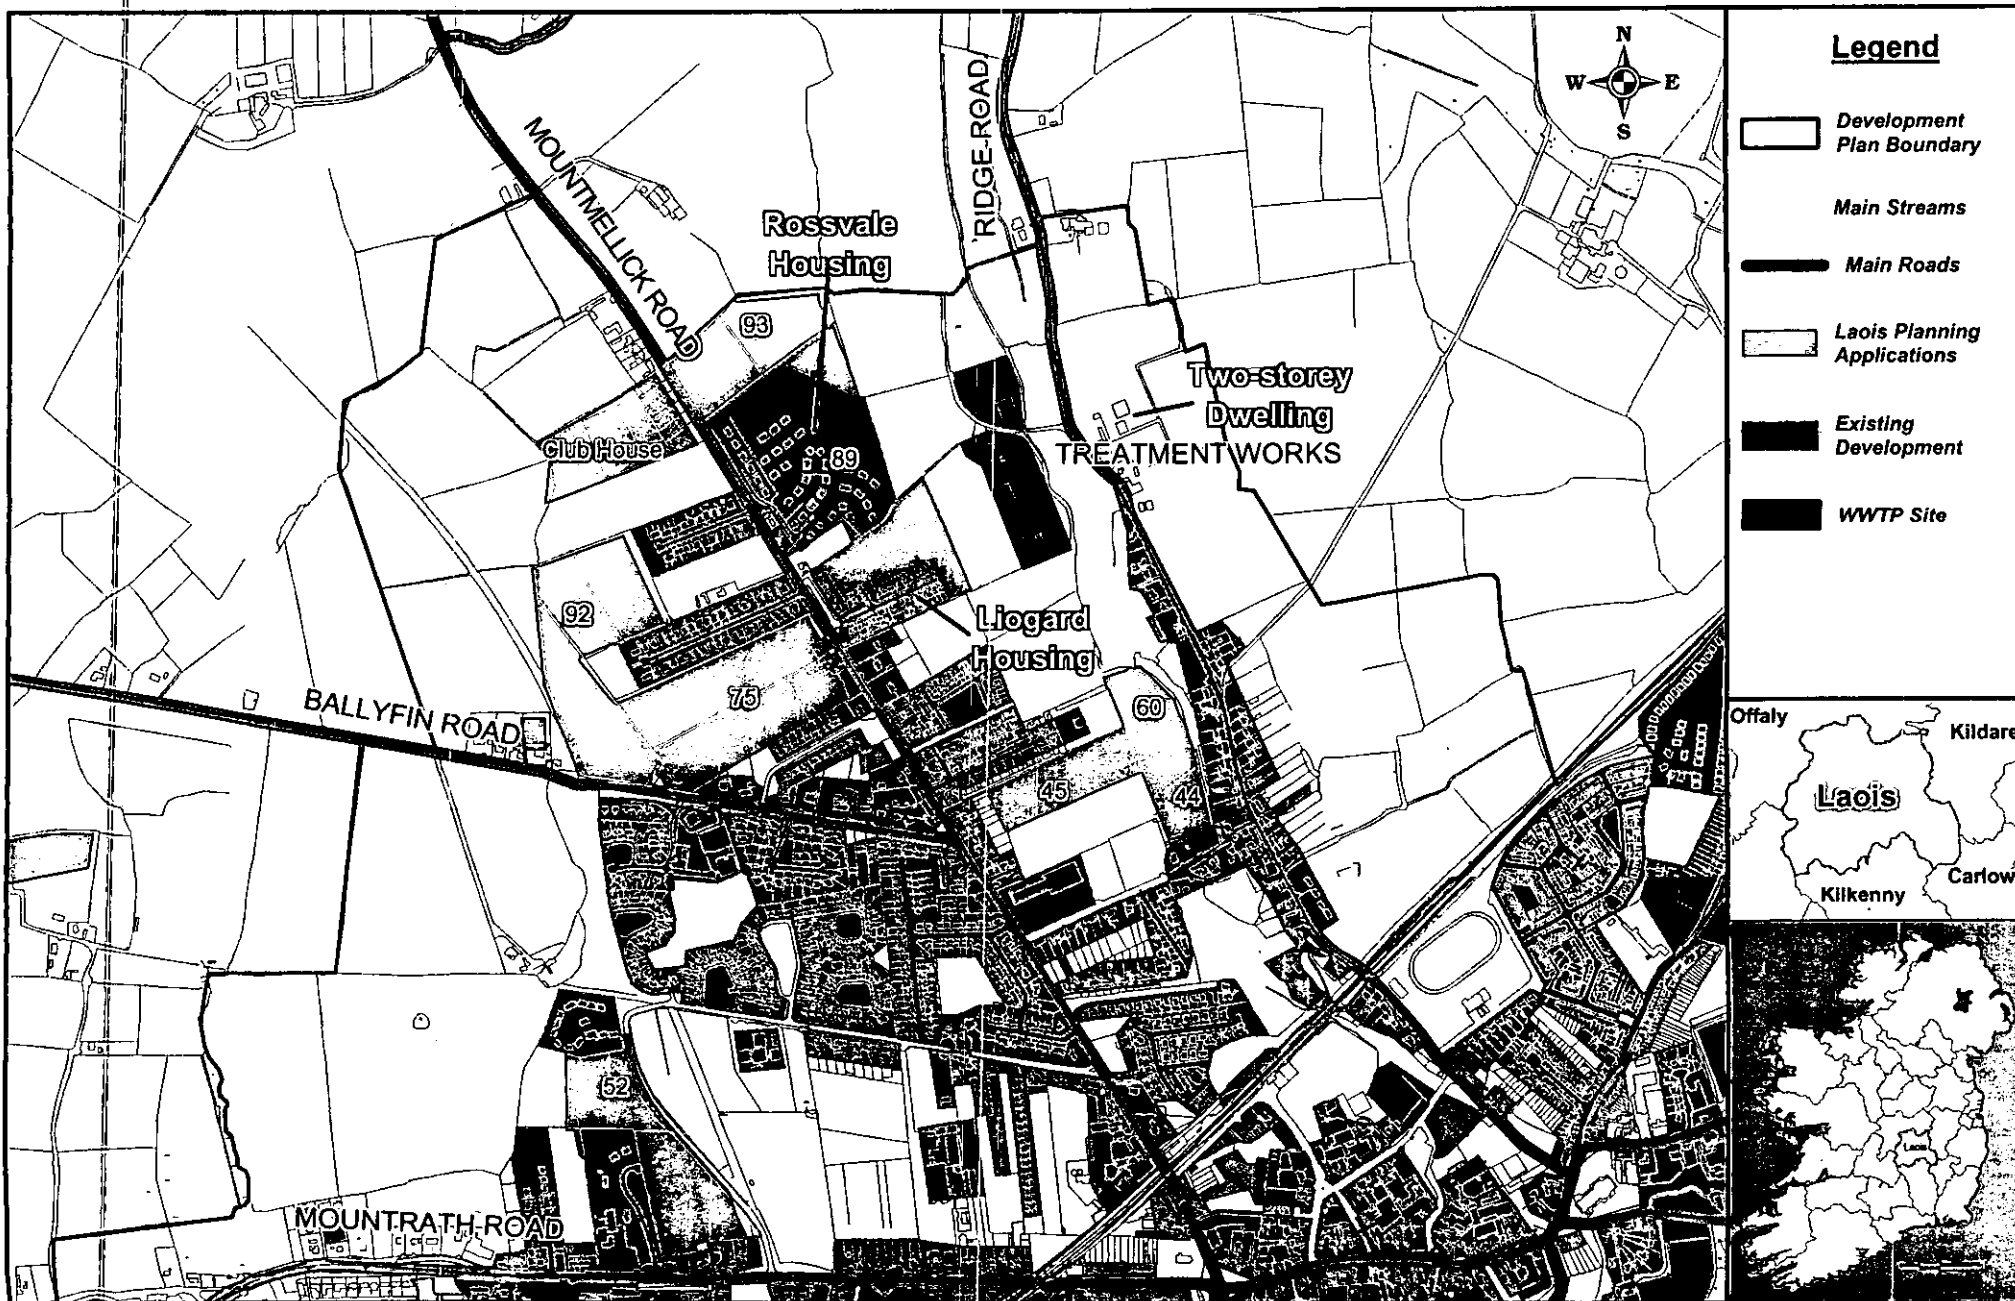 N
W E
S
MOUNTMELLICK ROAD
RIDGE-ROAD
Rossvale
Housing
93
Two-storey
Dwelling
TREATMENT WORKS
Club House
89
92
Liogard
Housing
75
60
BALLYFIN ROAD
45
44
52
MOUNTRATH-ROAD
Legend
Development
Plan Boundary
Main Streams
Main Roads
Laois Planning
Applications
Existing
Development
WWTP Site
Offaly
Kildare
Laois
Kilkenny
Carlow
Laois